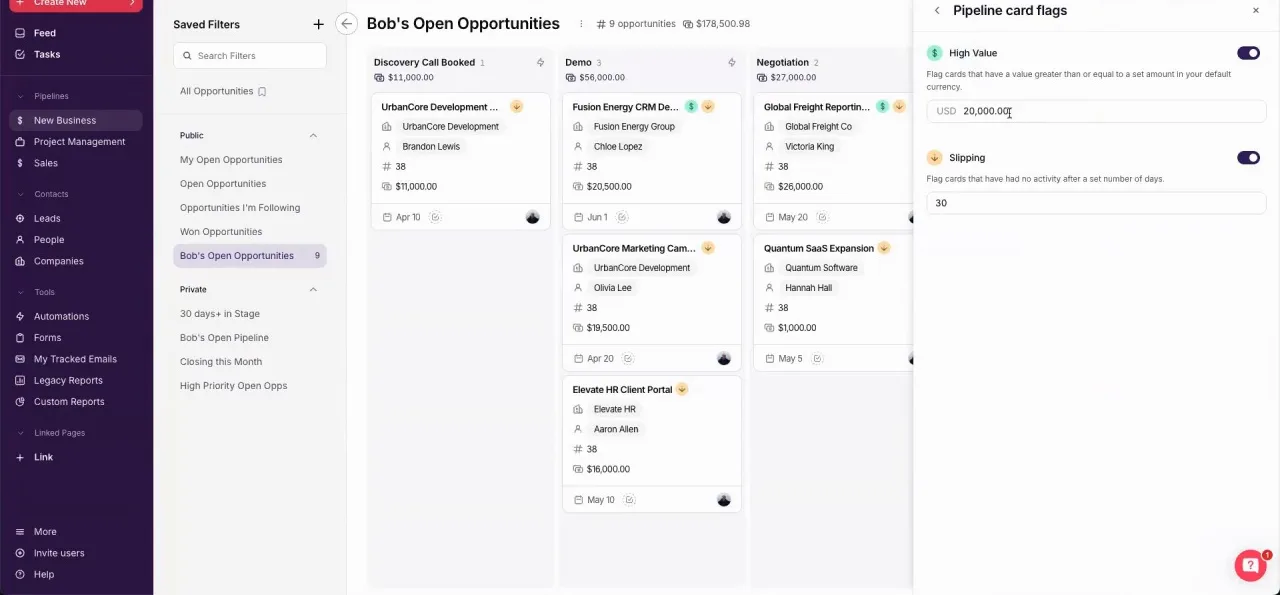 Create New
Feed
Tasks
Pipelines
$ New Business
Project Management
$ Sales
Contacts
Leads
People
Companies
Tools
Automations
Forms
My Tracked Emails
Legacy Reports
Custom Reports
Linked Pages
+ Link
More
Invite users
Help
Saved Filters +
Search Filters
All Opportunities
Public
My Open Opportunities
Open Opportunities
Opportunities I'm Following
Won Opportunities
Bob's Open Opportunities 9
Private
30 days+ in Stage
Bob's Open Pipeline
Closing this Month
High Priority Open Opps
Bob's Open Opportunities
# 9 opportunities $178,500.98
Discovery Call Booked 1
$11,000.00
UrbanCore Development ...
UrbanCore Development
Brandon Lewis
# 38
$11,000.00
Apr 10
Demo 3
$56,000.00
Fusion Energy CRM De... $
Fusion Energy Group
Chloe Lopez
# 38
$20,500.00
Jun 1
UrbanCore Marketing Cam...
UrbanCore Development
Olivia Lee
# 38
$19,500.00
Apr 20
Elevate HR Client Portal
Elevate HR
Aaron Allen
# 38
$16,000.00
May 10
Negotiation 2
$27,000.00
Global Freight Reportin... $
Global Freight Co
Victoria King
# 38
$26,000.00
May 20
Quantum SaaS Expansion
Quantum Software
Hannah Hall
# 38
$1,000.00
May 5
Pipeline card flags
$ High Value
Flag cards that have a value greater than or equal to a set amount in your default
currency.
USD 20,000.00
Slipping
Flag cards that have had no activity after a set number of days.
30
? 1